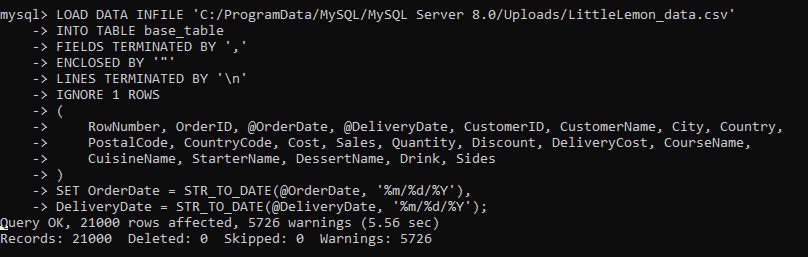 mysql> LOAD DATA INFILE 'C:/ProgramData/MySQL/MySQL Server 8.0/Uploads/LittleLemon_data.csv'
    -> INTO TABLE base_table
    -> FIELDS TERMINATED BY ','
    -> ENCLOSED BY '"'
    -> LINES TERMINATED BY '\n'
    -> IGNORE 1 ROWS
    -> (
    ->     RowNumber, OrderID, @OrderDate, @DeliveryDate, CustomerID, CustomerName, City, Country,
    ->     PostalCode, CountryCode, Cost, Sales, Quantity, Discount, DeliveryCost, CourseName,
    ->     CuisineName, StarterName, DessertName, Drink, Sides
    -> )
    -> SET OrderDate = STR_TO_DATE(@OrderDate, '%m/%d/%Y'),
    -> DeliveryDate = STR_TO_DATE(@DeliveryDate, '%m/%d/%Y');
Query OK, 21000 rows affected, 5726 warnings (5.56 sec)
Records: 21000  Deleted: 0  Skipped: 0  Warnings: 5726